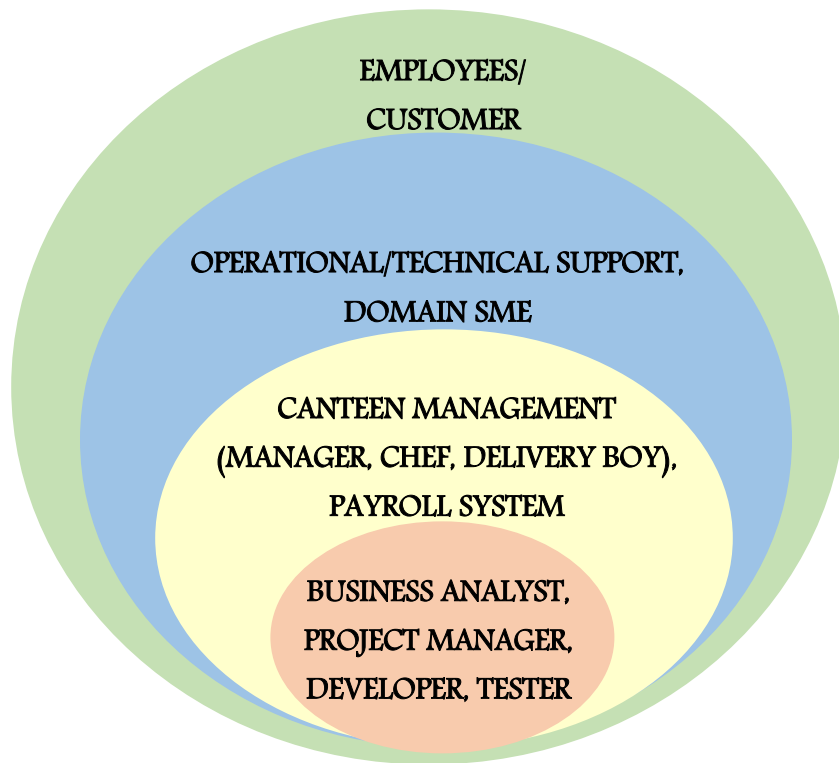 EMPLOYEES/
CUSTOMER
OPERATIONAL/TECHNICAL SUPPORT,
DOMAIN SME
CANTEEN MANAGEMENT
(MANAGER, CHEF, DELIVERY BOY),
PAYROLL SYSTEM
BUSINESS ANALYST,
PROJECT MANAGER,
DEVELOPER, TESTER